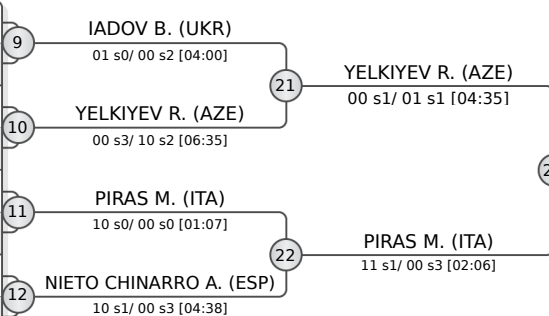 9
IADOV B. (UKR)
01 s0/ 00 s2 [04:00]
21
YELKIYEV R. (AZE)
00 s1/ 01 s1 [04:35]
10
YELKIYEV R. (AZE)
00 s3/ 10 s2 [06:35]
11
PIRAS M. (ITA)
10 s0/ 00 s0 [01:07]
22
PIRAS M. (ITA)
11 s1/ 00 s3 [02:06]
12
NIETO CHINARRO A. (ESP)
10 s1/ 00 s3 [04:38]